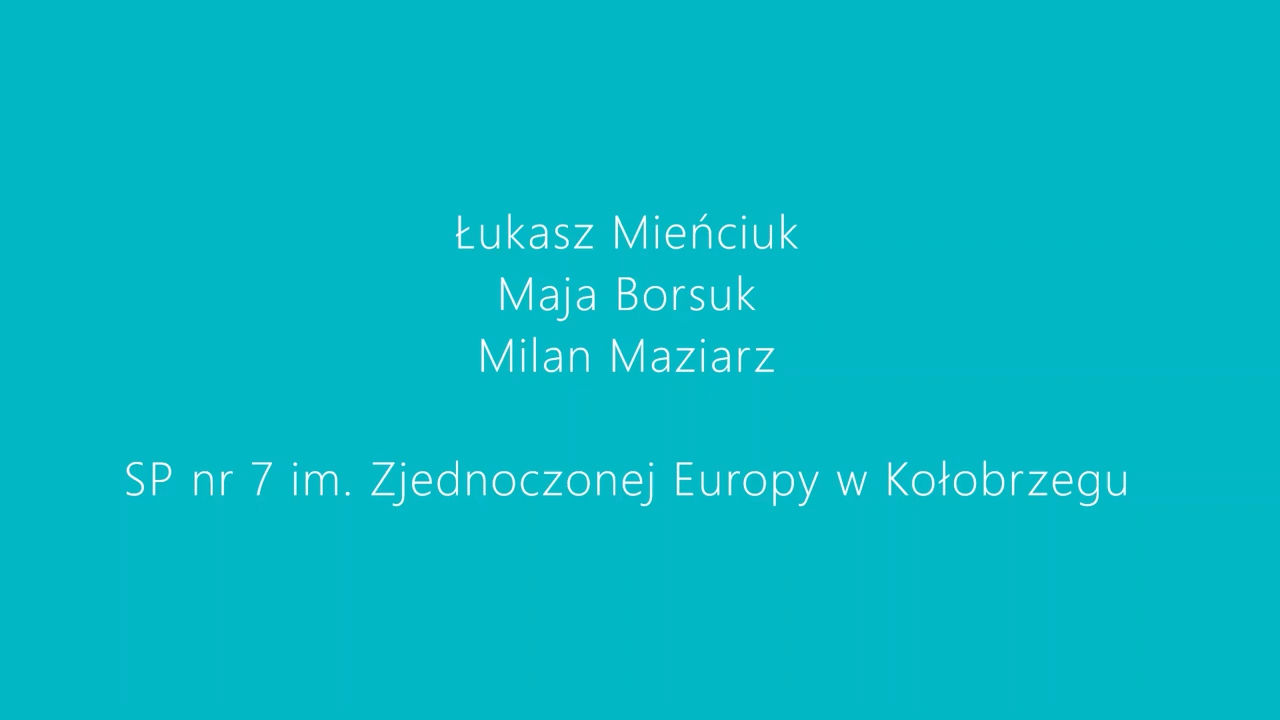 Łukasz Mieńciuk
Maja Borsuk
Milan Maziarz
SP nr 7 im. Zjednoczonej Europy w Kołobrzegu